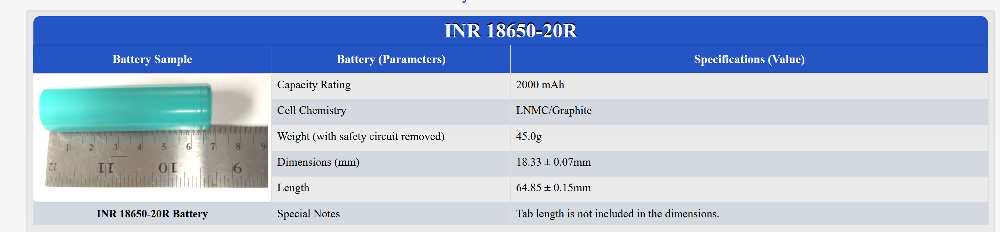 INR 18650-20R
Battery Sample Battery (Parameters) Specifications (Value)
Capacity Rating 2000 mAh
Cell Chemistry LNMC/Graphite
Weight (with safety circuit removed) 45.0g
Dimensions (mm) 18.33 ± 0.07mm
Length 64.85 ± 0.15mm
1 2 3 4 5 6 7 8 9
12 11 10 9
INR 18650-20R Battery Special Notes Tab length is not included in the dimensions.